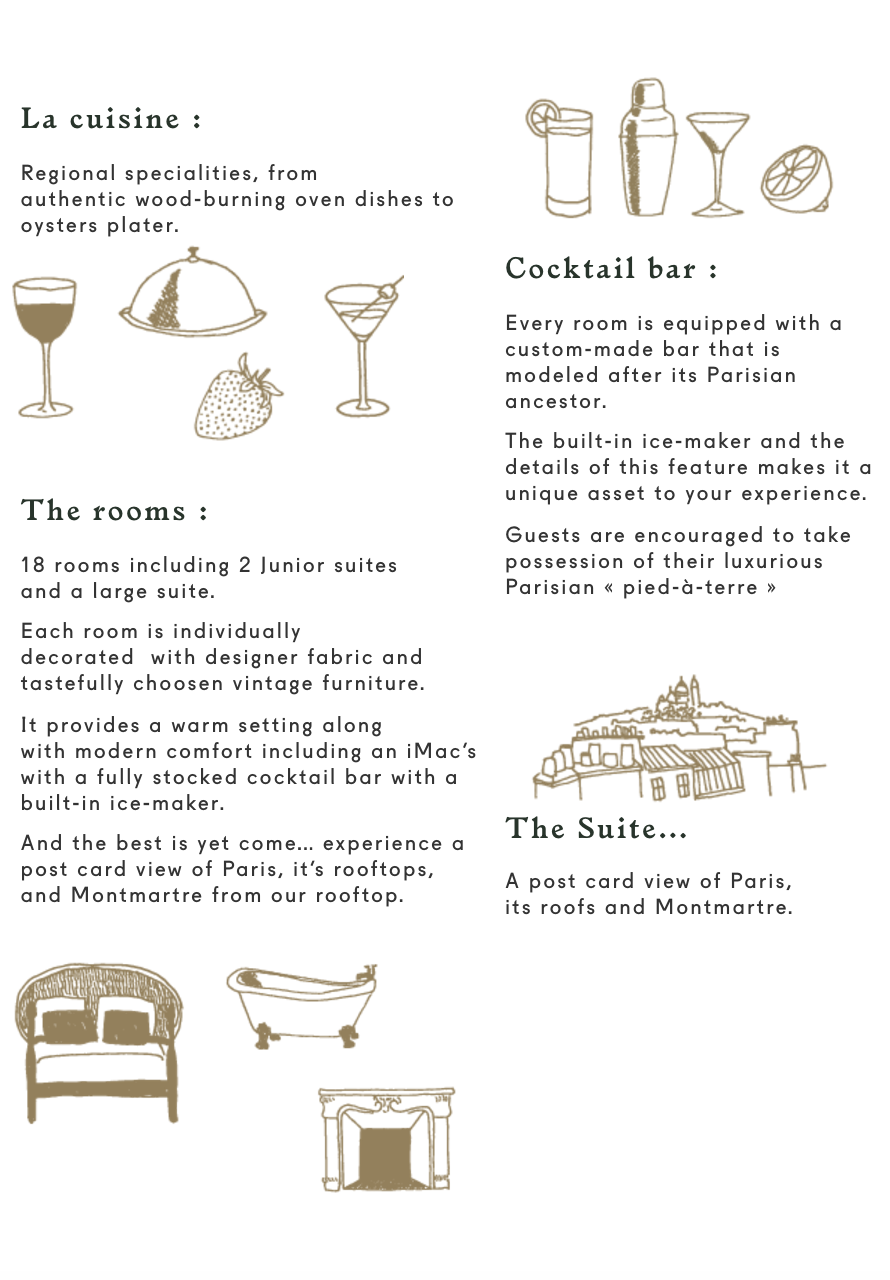 La cuisine :
Regional specialities, from
authentic wood-burning oven dishes to
oysters plater.
The rooms :
18 rooms including 2 Junior suites
and a large suite.
Each room is individually
decorated  with designer fabric and
tastefully choosen vintage furniture.
It provides a warm setting along
with modern comfort including an iMac’s
with a fully stocked cocktail bar with a
built-in ice-maker.
And the best is yet come... experience a
post card view of Paris, it’s rooftops,
and Montmartre from our rooftop.
Cocktail bar :
Every room is equipped with a
custom-made bar that is
modeled after its Parisian
ancestor.
The built-in ice-maker and the
details of this feature makes it a
unique asset to your experience.
Guests are encouraged to take
possession of their luxurious
Parisian « pied-à-terre »
The Suite...
A post card view of Paris,
its roofs and Montmartre.